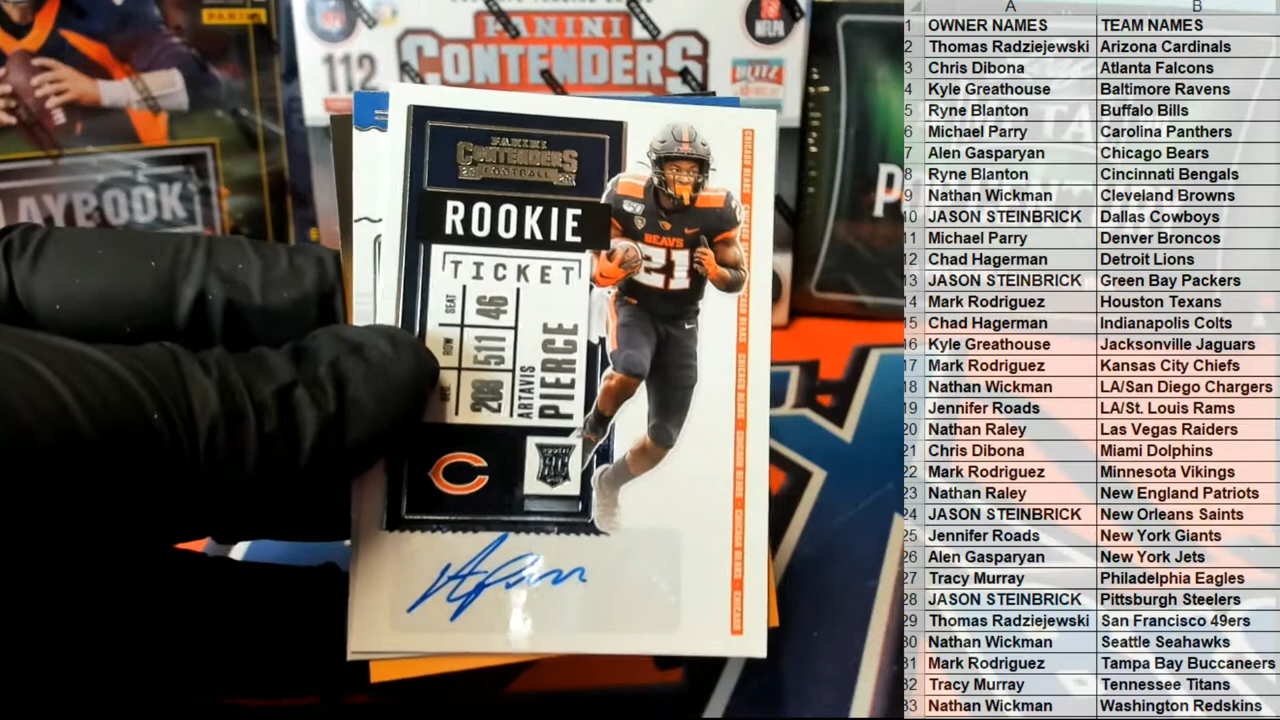 PANINI
PANINI
CONTENDERS
112
BLITZ
NFLPA
PLAYBOOK
PANINI
CONTENDERS
FOOTBALL
ROOKIE
TICKET
SEAT 46
ROW 511
209
ARTAVIS
PIERCE
BEAVS
21
CHICAGO BEARS · CHICAGO BEARS · CHICAGO BEARS
A B
1 OWNER NAMES TEAM NAMES
2 Thomas Radziejewski Arizona Cardinals
3 Chris Dibona Atlanta Falcons
4 Kyle Greathouse Baltimore Ravens
5 Ryne Blanton Buffalo Bills
6 Michael Parry Carolina Panthers
7 Alen Gasparyan Chicago Bears
8 Ryne Blanton Cincinnati Bengals
9 Nathan Wickman Cleveland Browns
10 JASON STEINBRICK Dallas Cowboys
11 Michael Parry Denver Broncos
12 Chad Hagerman Detroit Lions
13 JASON STEINBRICK Green Bay Packers
14 Mark Rodriguez Houston Texans
15 Chad Hagerman Indianapolis Colts
16 Kyle Greathouse Jacksonville Jaguars
17 Mark Rodriguez Kansas City Chiefs
18 Nathan Wickman LA/San Diego Chargers
19 Jennifer Roads LA/St. Louis Rams
20 Nathan Raley Las Vegas Raiders
21 Chris Dibona Miami Dolphins
22 Mark Rodriguez Minnesota Vikings
23 Nathan Raley New England Patriots
24 JASON STEINBRICK New Orleans Saints
25 Jennifer Roads New York Giants
26 Alen Gasparyan New York Jets
27 Tracy Murray Philadelphia Eagles
28 JASON STEINBRICK Pittsburgh Steelers
29 Thomas Radziejewski San Francisco 49ers
30 Nathan Wickman Seattle Seahawks
31 Mark Rodriguez Tampa Bay Buccaneers
32 Tracy Murray Tennessee Titans
33 Nathan Wickman Washington Redskins